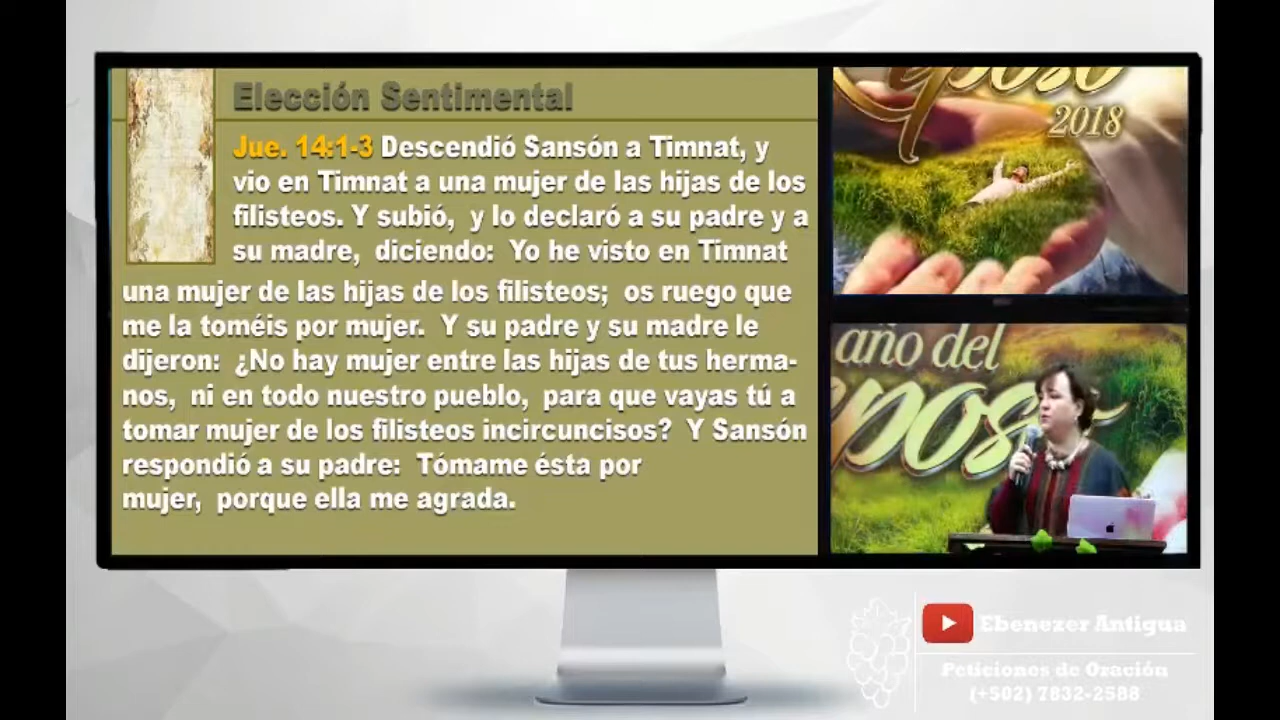 Elección Sentimental
Jue. 14:1-3 Descendió Sansón a Timnat, y
vio en Timnat a una mujer de las hijas de los
filisteos. Y subió, y lo declaró a su padre y a
su madre, diciendo: Yo he visto en Timnat
una mujer de las hijas de los filisteos; os ruego que
me la toméis por mujer. Y su padre y su madre le
dijeron: ¿No hay mujer entre las hijas de tus herma-
nos, ni en todo nuestro pueblo, para que vayas tú a
tomar mujer de los filisteos incircuncisos? Y Sansón
respondió a su padre: Tómame ésta por
mujer, porque ella me agrada.
2018
año del
Ebenezer Antigua
Peticiones de Oración
(+502) 7832-2588